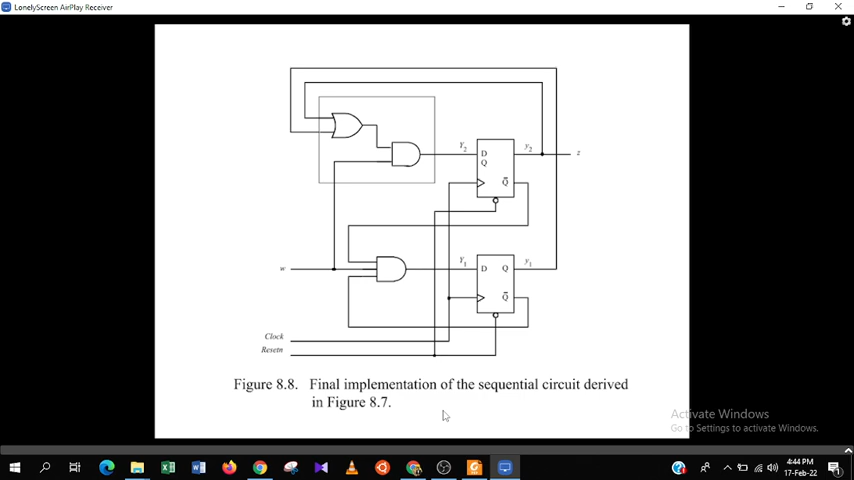 LonelyScreen AirPlay Receiver
Y2 D Q y2 z
Q̅
w Y1 D Q y1
Q̅
Clock
Resetn
Figure 8.8. Final implementation of the sequential circuit derived
in Figure 8.7.
Activate Windows
Go to Settings to activate Windows.
4:44 PM
17-Feb-22